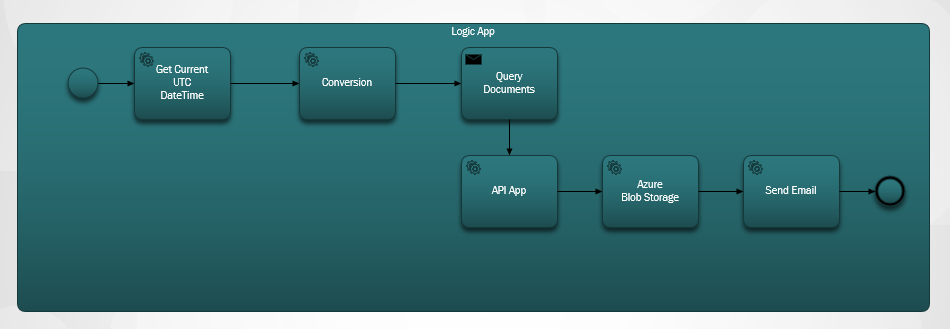 Logic App
Get Current
UTC
DateTime
Conversion
Query
Documents
API App
Azure
Blob Storage
Send Email